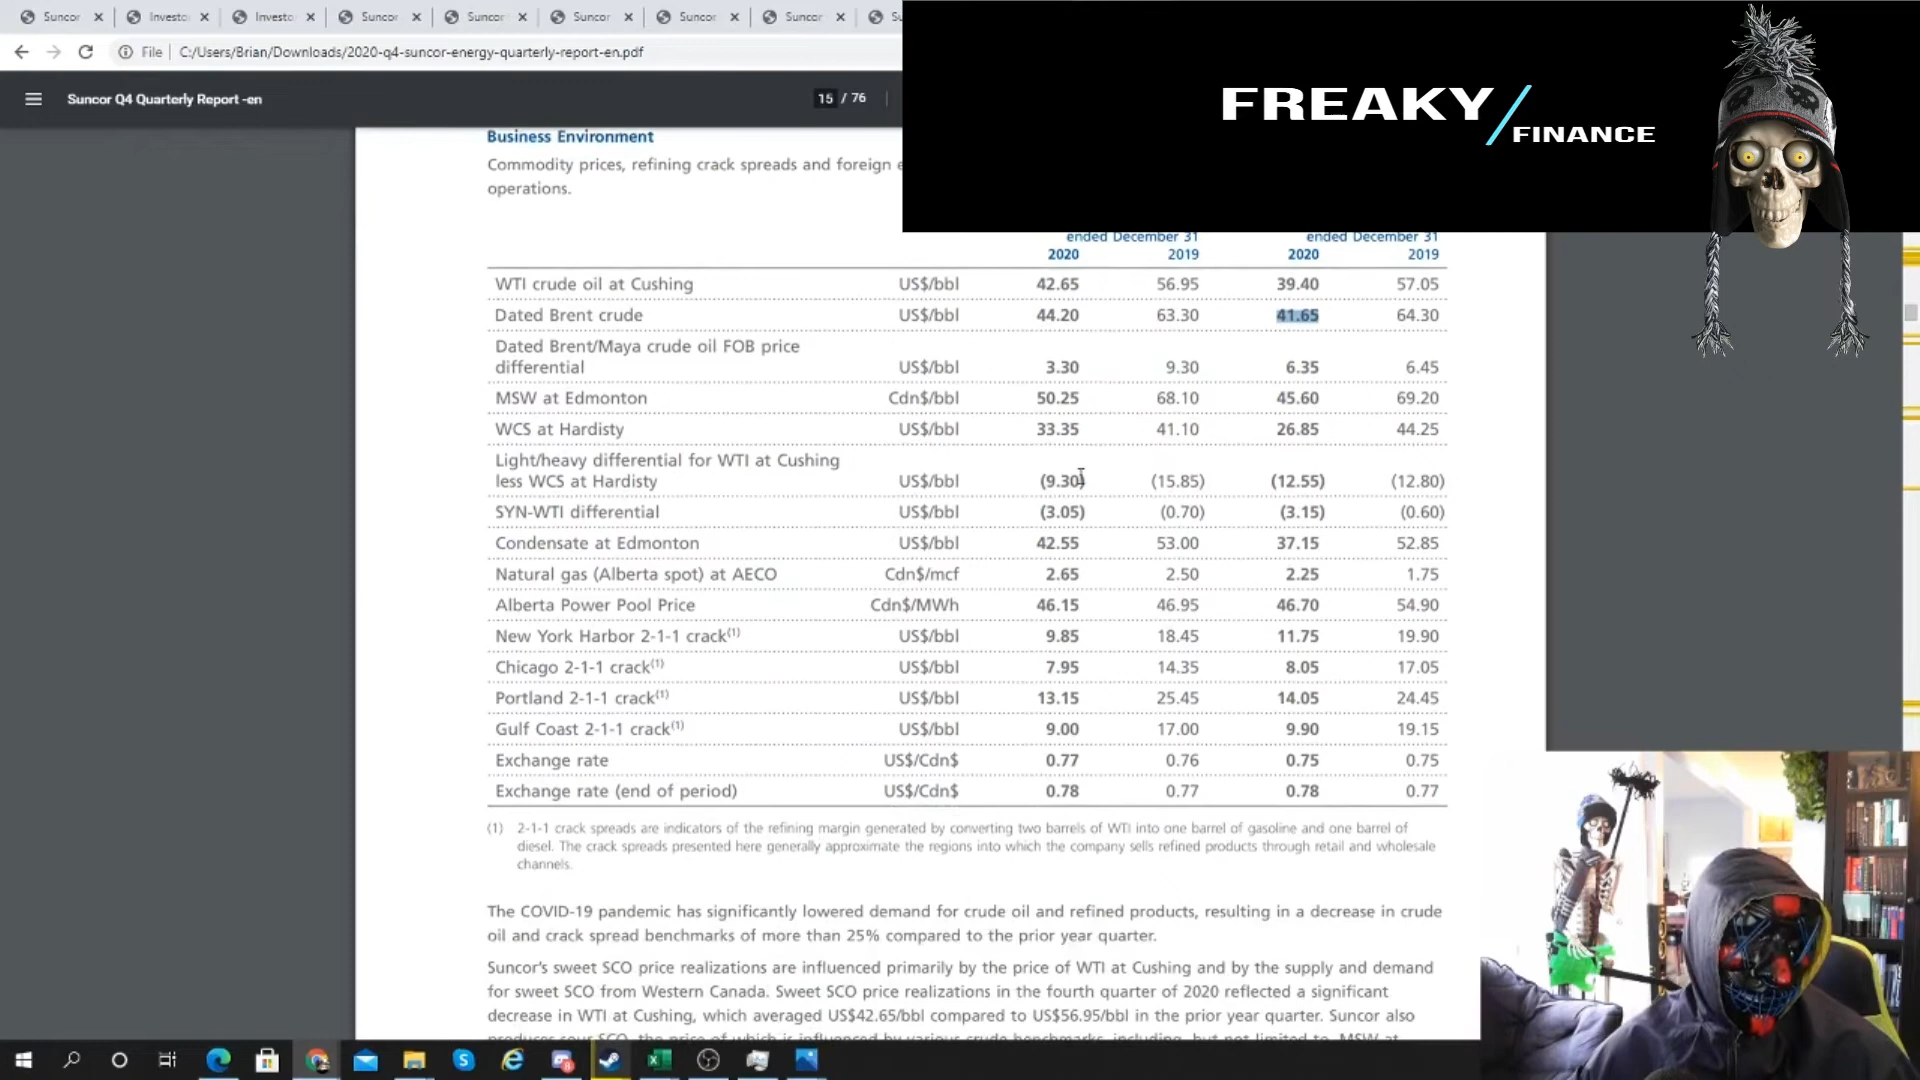 Suctor
Investo
Investo
Suncor
Suncor
Suncor
Suncor
Suncor
Su
File C:/Users/Brian/Downloads/2020-q4-suncor-energy-quarterly-report-en.pdf
Suncor Q4 Quarterly Report -en 15 / 76
FREAKY/FINANCE
Business Environment
Commodity prices, refining crack spreads and foreign e
operations.
ended December 31 ended December 31
2020 2019 2020 2019
WTI crude oil at Cushing US$/bbl 42.65 56.95 39.40 57.05
Dated Brent crude US$/bbl 44.20 63.30 41.65 64.30
Dated Brent/Maya crude oil FOB price
differential US$/bbl 3.30 9.30 6.35 6.45
MSW at Edmonton Cdn$/bbl 50.25 68.10 45.60 69.20
WCS at Hardisty US$/bbl 33.35 41.10 26.85 44.25
Light/heavy differential for WTI at Cushing
less WCS at Hardisty US$/bbl (9.30) (15.85) (12.55) (12.80)
SYN-WTI differential US$/bbl (3.05) (0.70) (3.15) (0.60)
Condensate at Edmonton US$/bbl 42.55 53.00 37.15 52.85
Natural gas (Alberta spot) at AECO Cdn$/mcf 2.65 2.50 2.25 1.75
Alberta Power Pool Price Cdn$/MWh 46.15 46.95 46.70 54.90
New York Harbor 2-1-1 crack(1) US$/bbl 9.85 18.45 11.75 19.90
Chicago 2-1-1 crack(1) US$/bbl 7.95 14.35 8.05 17.05
Portland 2-1-1 crack(1) US$/bbl 13.15 25.45 14.05 24.45
Gulf Coast 2-1-1 crack(1) US$/bbl 9.00 17.00 9.90 19.15
Exchange rate US$/Cdn$ 0.77 0.76 0.75 0.75
Exchange rate (end of period) US$/Cdn$ 0.78 0.77 0.78 0.77
(1) 2-1-1 crack spreads are indicators of the refining margin generated by converting two barrels of WTI into one barrel of gasoline and one barrel of
diesel. The crack spreads presented here generally approximate the regions into which the company sells refined products through retail and wholesale
channels.
The COVID-19 pandemic has significantly lowered demand for crude oil and refined products, resulting in a decrease in crude
oil and crack spread benchmarks of more than 25% compared to the prior year quarter.
Suncor's sweet SCO price realizations are influenced primarily by the price of WTI at Cushing and by the supply and demand
for sweet SCO from Western Canada. Sweet SCO price realizations in the fourth quarter of 2020 reflected a significant
decrease in WTI at Cushing, which averaged US$42.65/bbl compared to US$56.95/bbl in the prior year quarter. Suncor also
produces sour SCO, the price of which is influenced by various crude benchmarks, including, but not limited to, MSW at